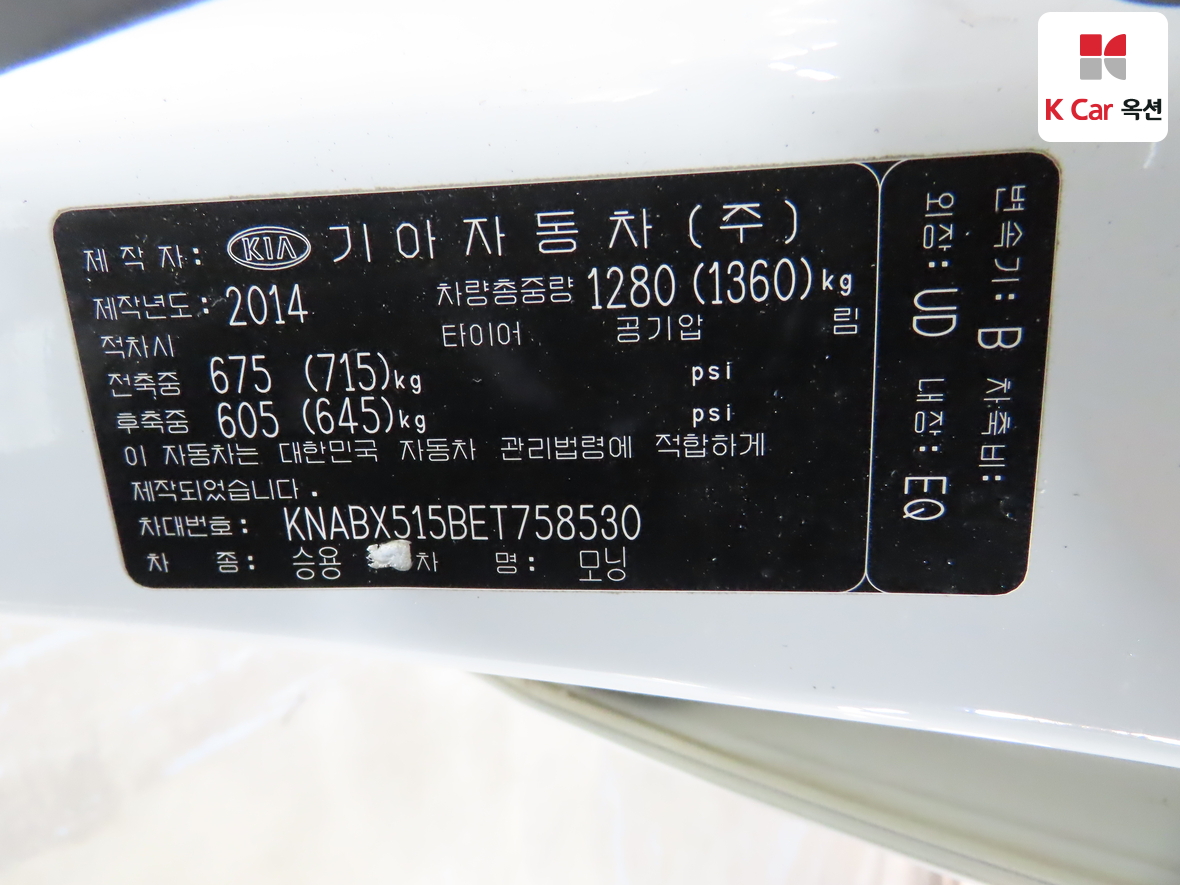 K Car 옥션
제작자: KIA 기아자동차(주)
제작년도: 2014 차량총중량 1280 (1360)kg
적차시 타이어 공기압 림
전축중 675 (715)kg psi
후축중 605 (645)kg psi
이 자동차는 대한민국 자동차 관리법령에 적합하게
제작되었습니다.
차대번호: KNABX515BET758530
차 종: 승용 차 명: 모닝
변속기: B 차축비:
외장: UD 내장: EQ